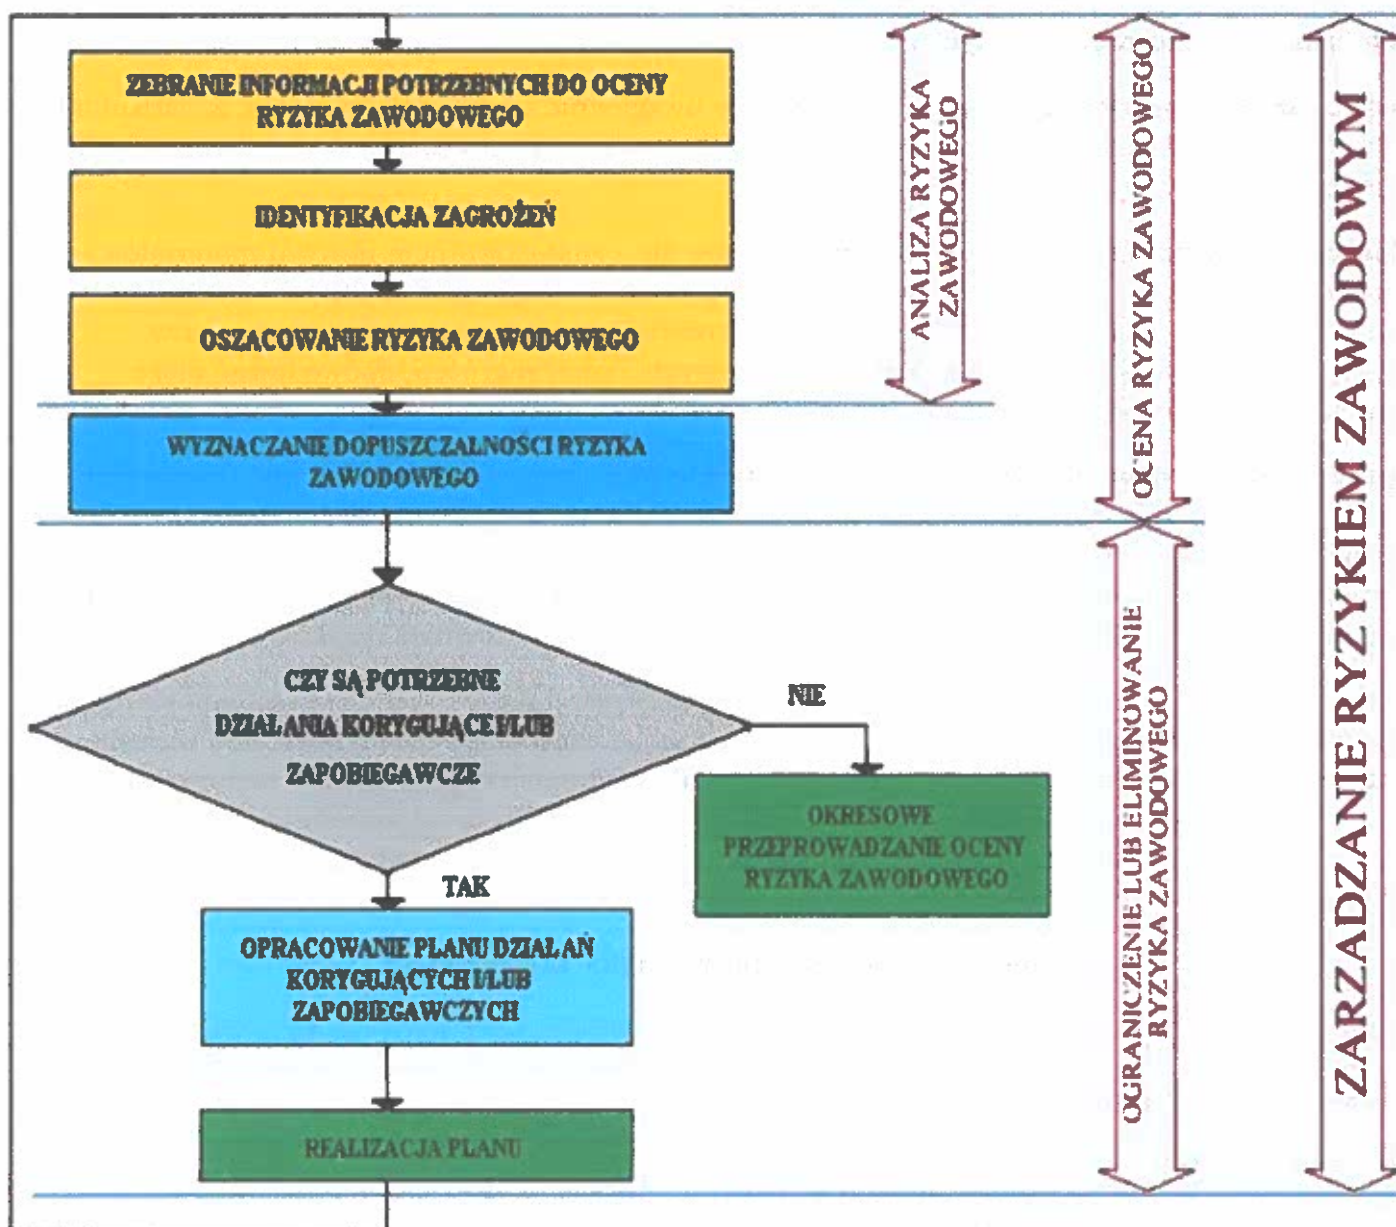 ZEBRANIE INFORMACJI POTRZEBNYCH DO OCENY
RYZYKA ZAWODOWEGO
IDENTYFIKACJA ZAGROŻEŃ
OSZACOWANIE RYZYKA ZAWODOWEGO
WYZNACZANIE DOPUSZCZALNOŚCI RYZYKA
ZAWODOWEGO
CZY SĄ POTRZEBNE
DZIAŁANIA KORYGUJĄCE I/LUB
ZAPOBIEGAWCZE
NIE
OKRESOWE
PRZEPROWADZANIE OCENY
RYZYKA ZAWODOWEGO
TAK
OPRACOWANIE PLANU DZIAŁAŃ
KORYGUJĄCYCH I/LUB
ZAPOBIEGAWCZYCH
REALIZACJA PLANU
ANALIZA RYZYKA
ZAWODOWEGO
OCENA RYZYKA ZAWODOWEGO
OGRANICZENIE LUB ELIMINOWANIE
RYZYKA ZAWODOWEGO
ZARZADZANIE RYZYKIEM ZAWODOWYM